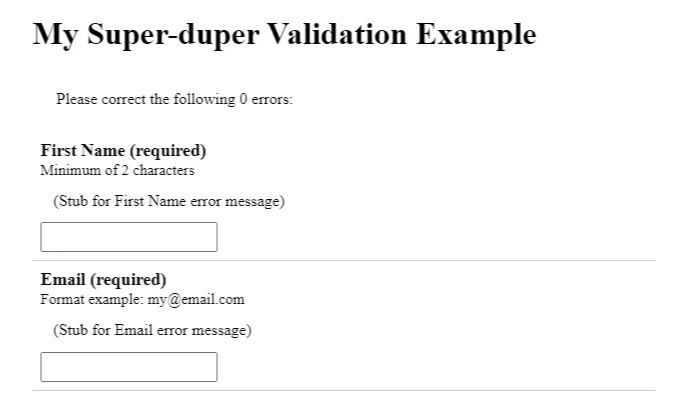 My Super-duper Validation Example
Please correct the following 0 errors:
First Name (required)
Minimum of 2 characters
(Stub for First Name error message)
Email (required)
Format example: my@email.com
(Stub for Email error message)